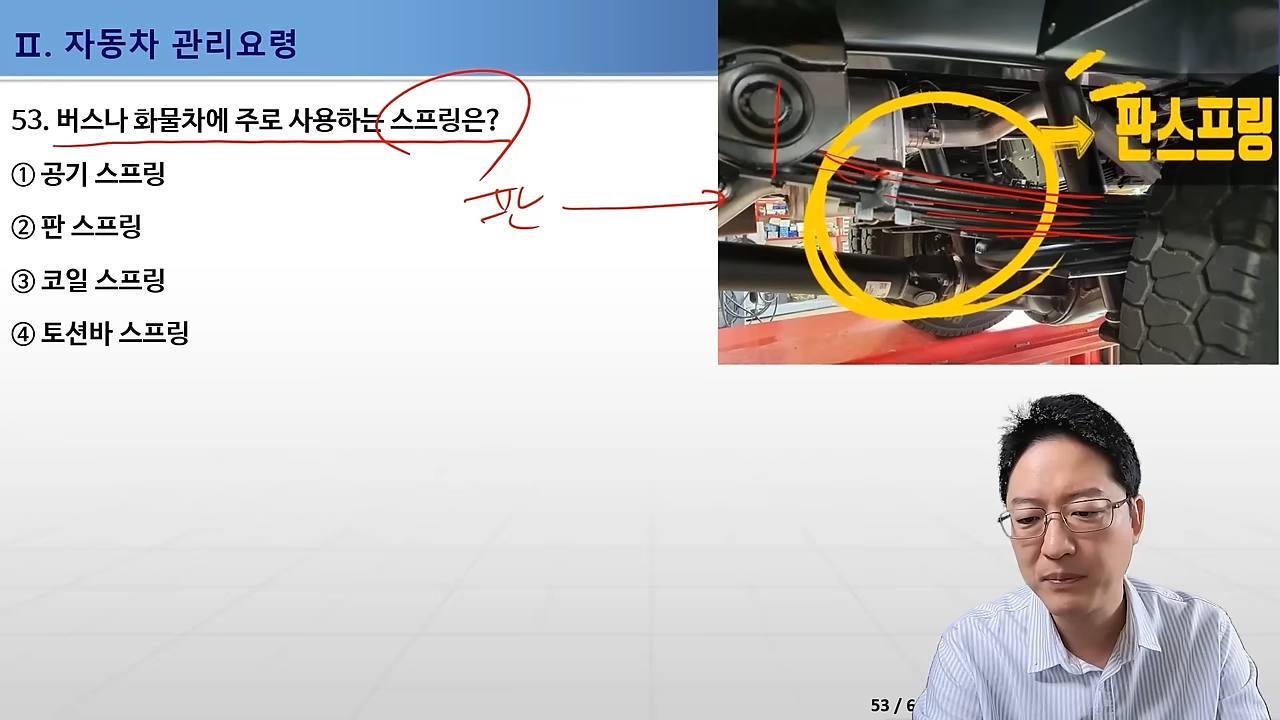 Ⅱ. 자동차 관리요령
53. 버스나 화물차에 주로 사용하는 스프링은?
① 공기 스프링
② 판 스프링
③ 코일 스프링
④ 토션바 스프링
판
판스프링
53 / 6